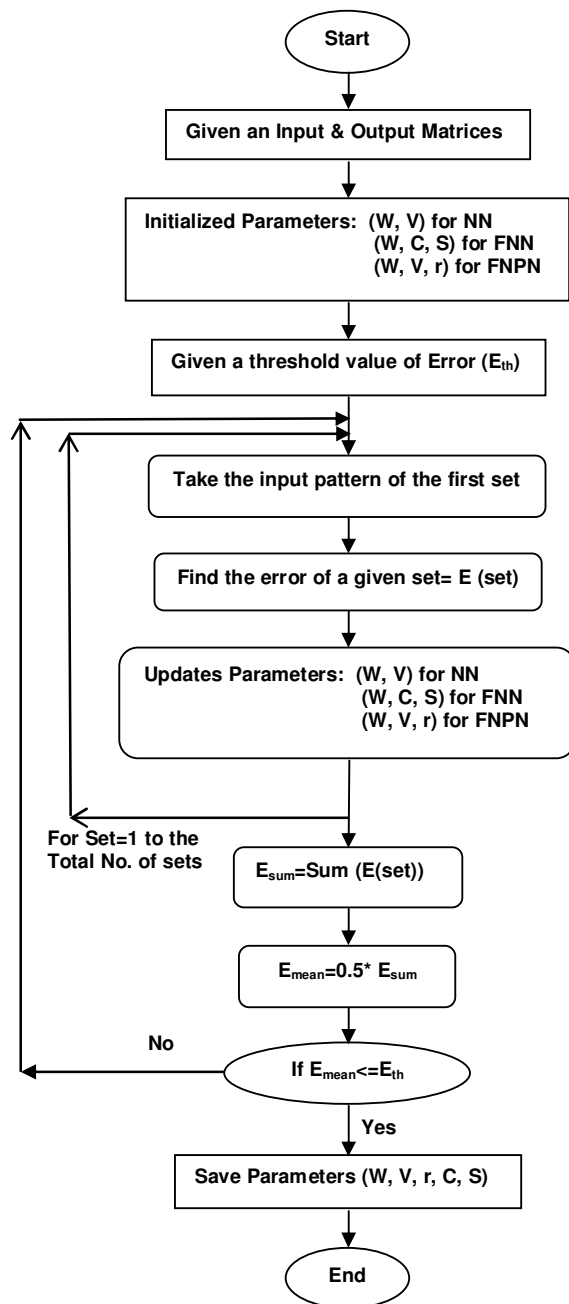 Start
Given an Input & Output Matrices
Initialized Parameters: (W, V) for NN
(W, C, S) for FNN
(W, V, r) for FNPN
Given a threshold value of Error (Eth)
Take the input pattern of the first set
Find the error of a given set= E (set)
Updates Parameters: (W, V) for NN
(W, C, S) for FNN
(W, V, r) for FNPN
For Set=1 to the
Total No. of sets
Esum=Sum (E(set))
Emean=0.5* Esum
No
If Emean<=Eth
Yes
Save Parameters (W, V, r, C, S)
End